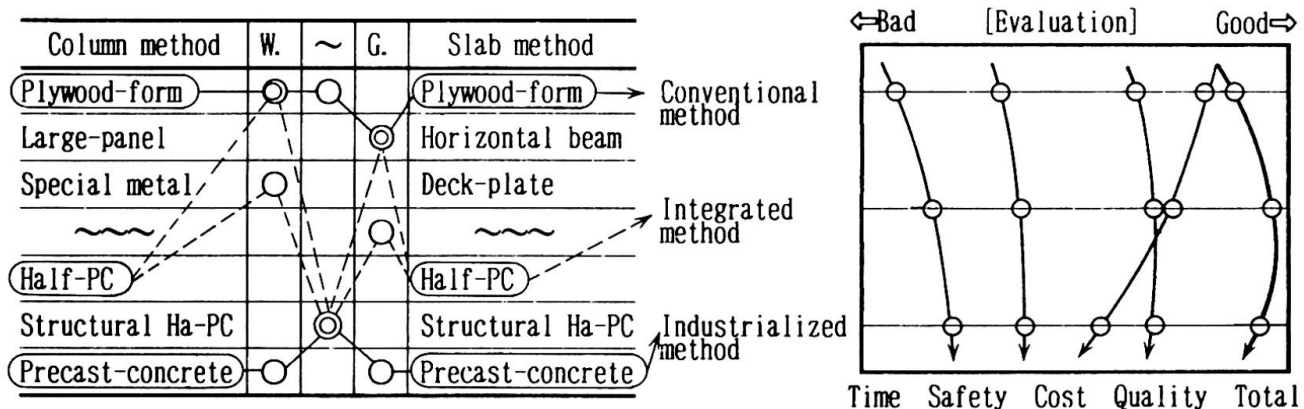 Column method W. ~ G. Slab method
Plywood-form Plywood-form
Large-panel Horizontal beam
Special metal Deck-plate
~~~ ~~~
Half-PC Half-PC
Structural Ha-PC Structural Ha-PC
Precast-concrete Precast-concrete
Conventional
method
Integrated
method
Industrialized
method
⇐Bad [Evaluation] Good⇒
Time Safety Cost Quality Total